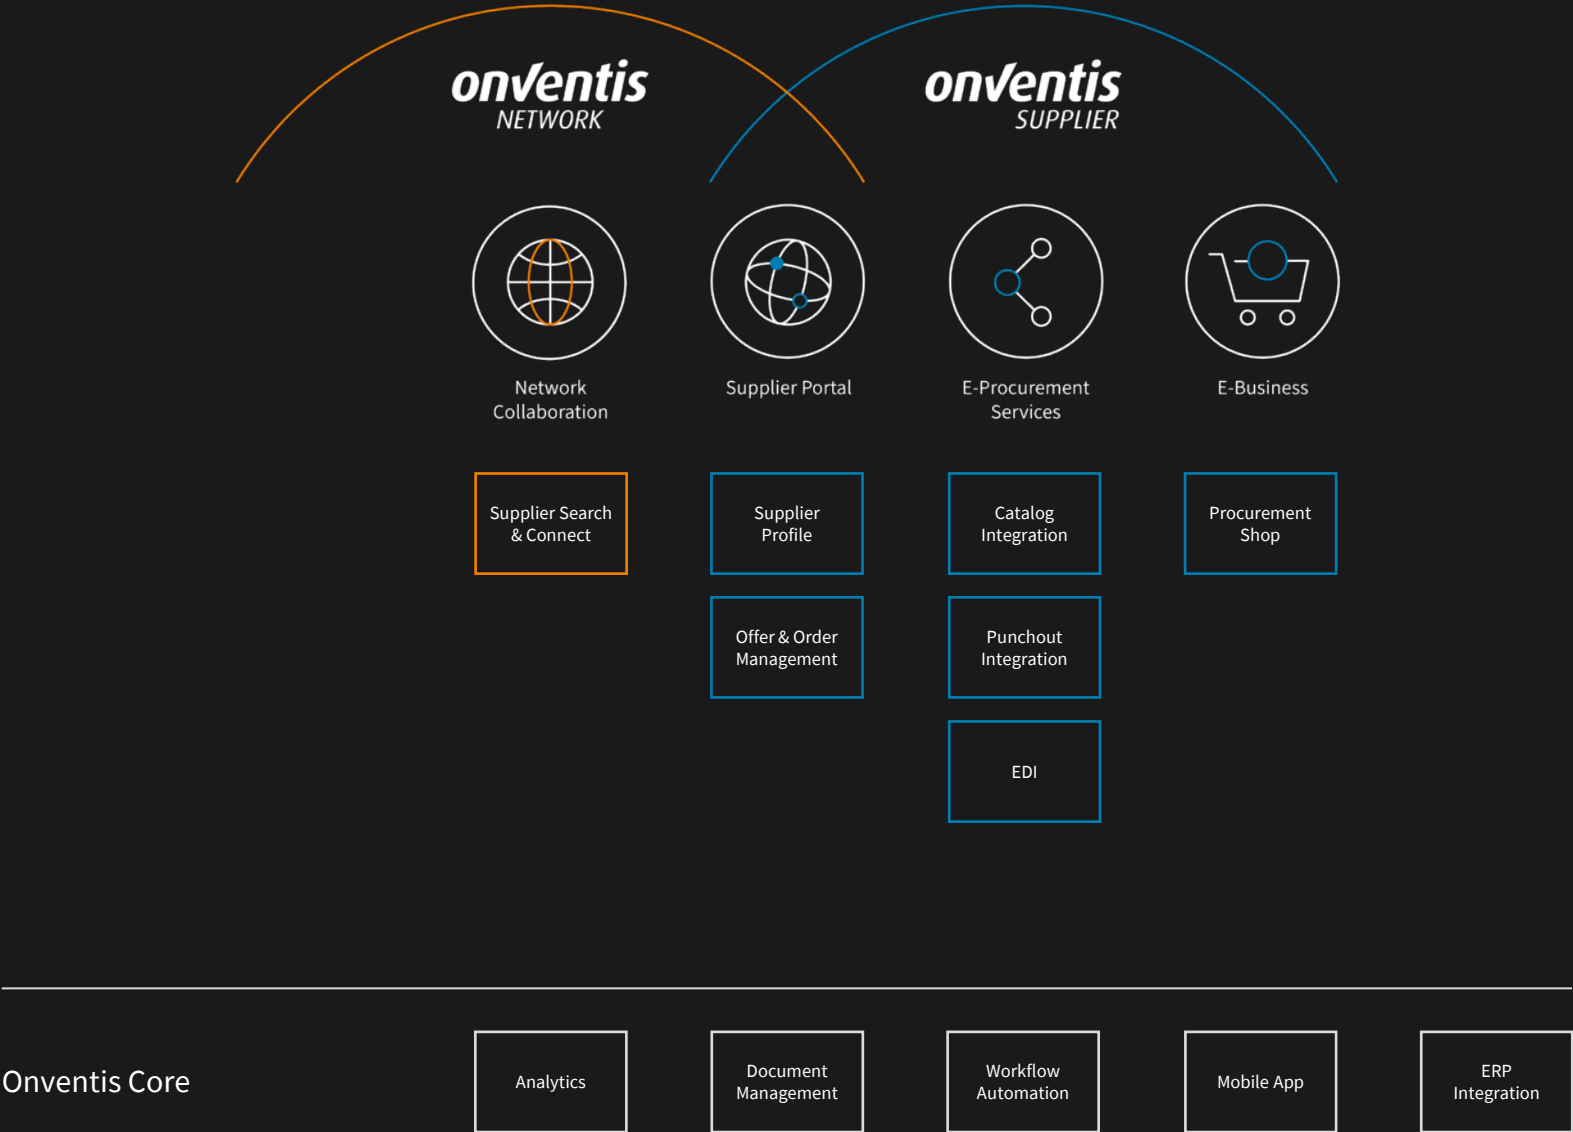 onventis
NETWORK
onventis
SUPPLIER
Network
Collaboration
Supplier Portal
E-Procurement
Services
E-Business
Supplier Search
& Connect
Supplier
Profile
Catalog
Integration
Procurement
Shop
Offer & Order
Management
Punchout
Integration
EDI
Onventis Core
Analytics
Document
Management
Workflow
Automation
Mobile App
ERP
Integration